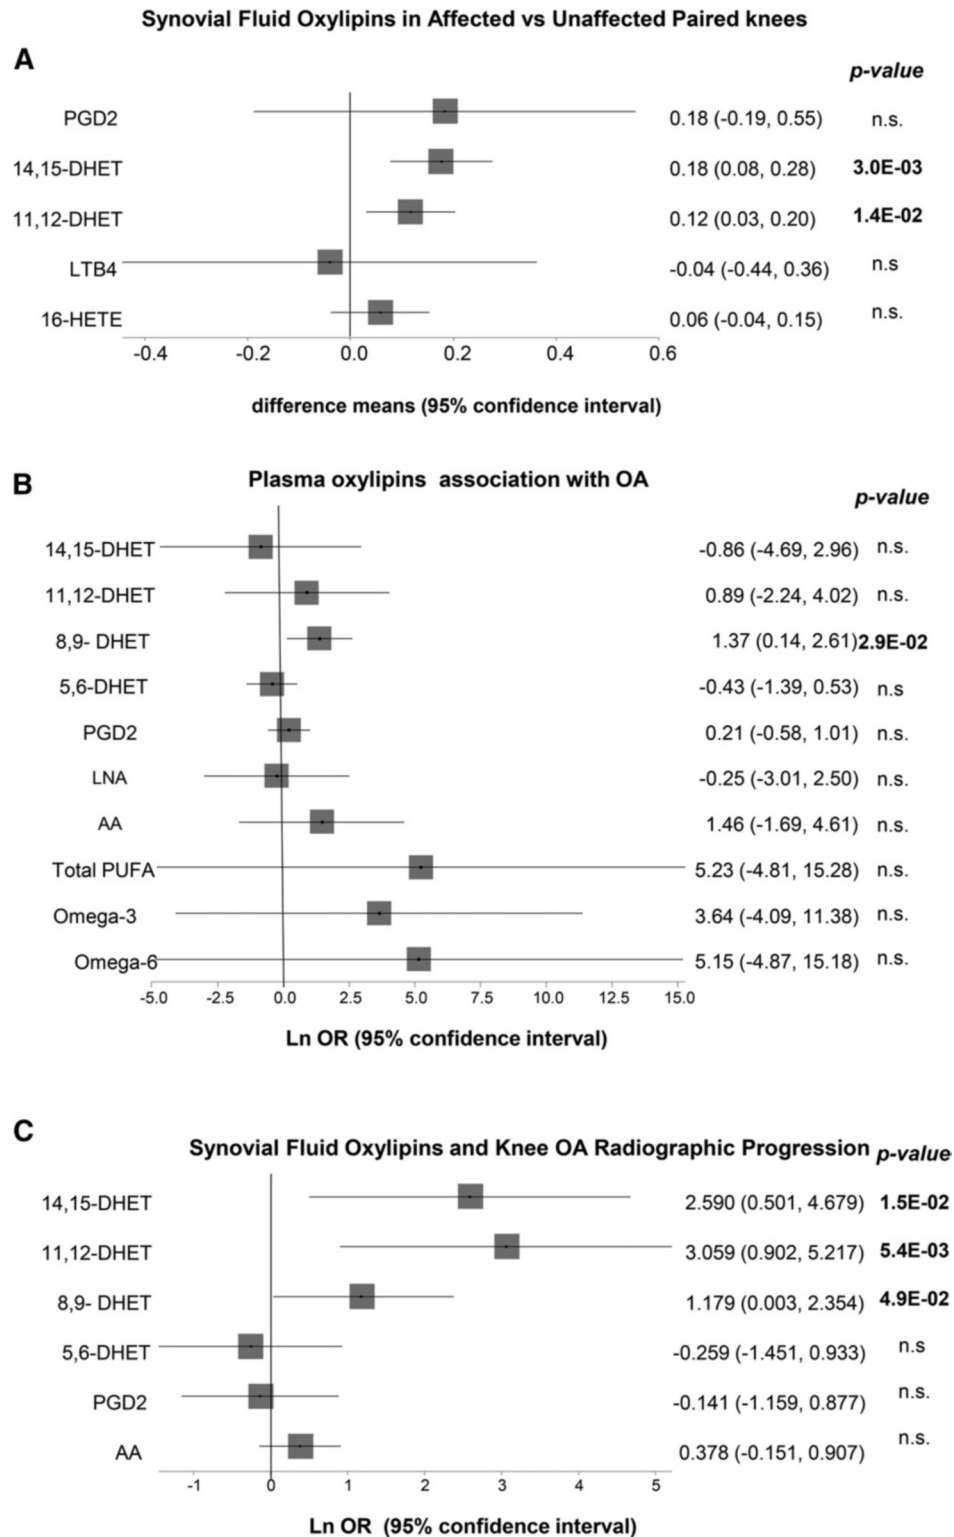 Synovial Fluid Oxylipins in Affected vs Unaffected Paired knees
A
p-value
PGD2 0.18 (-0.19, 0.55) n.s.
14,15-DHET 0.18 (0.08, 0.28) 3.0E-03
11,12-DHET 0.12 (0.03, 0.20) 1.4E-02
LTB4 -0.04 (-0.44, 0.36) n.s
16-HETE 0.06 (-0.04, 0.15) n.s.
-0.4 -0.2 0.0 0.2 0.4 0.6
difference means (95% confidence interval)
B
Plasma oxylipins association with OA
p-value
14,15-DHET -0.86 (-4.69, 2.96) n.s.
11,12-DHET 0.89 (-2.24, 4.02) n.s.
8,9- DHET 1.37 (0.14, 2.61) 2.9E-02
5,6-DHET -0.43 (-1.39, 0.53) n.s
PGD2 0.21 (-0.58, 1.01) n.s.
LNA -0.25 (-3.01, 2.50) n.s.
AA 1.46 (-1.69, 4.61) n.s.
Total PUFA 5.23 (-4.81, 15.28) n.s.
Omega-3 3.64 (-4.09, 11.38) n.s.
Omega-6 5.15 (-4.87, 15.18) n.s.
-5.0 -2.5 0.0 2.5 5.0 7.5 10.0 12.5 15.0
Ln OR (95% confidence interval)
C
Synovial Fluid Oxylipins and Knee OA Radiographic Progression p-value
14,15-DHET 2.590 (0.501, 4.679) 1.5E-02
11,12-DHET 3.059 (0.902, 5.217) 5.4E-03
8,9- DHET 1.179 (0.003, 2.354) 4.9E-02
5,6-DHET -0.259 (-1.451, 0.933) n.s
PGD2 -0.141 (-1.159, 0.877) n.s.
AA 0.378 (-0.151, 0.907) n.s.
-1 0 1 2 3 4 5
Ln OR (95% confidence interval)